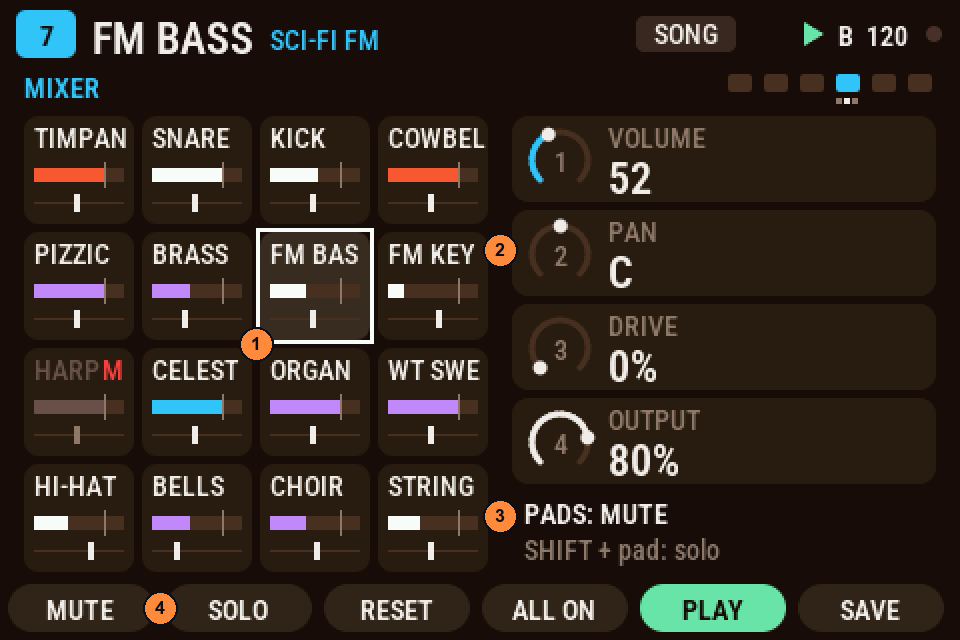 7 FM BASS SCI-FI FM SONG B 120
MIXER
TIMPAN SNARE KICK COWBEL
1 VOLUME
52
PIZZIC BRASS FM BAS FM KEY
2
2 PAN
C
1
3 DRIVE
0%
HARP M CELEST ORGAN WT SWE
4 OUTPUT
80%
HI-HAT BELLS CHOIR STRING
3 PADS: MUTE
SHIFT + pad: solo
MUTE 4 SOLO RESET ALL ON PLAY SAVE